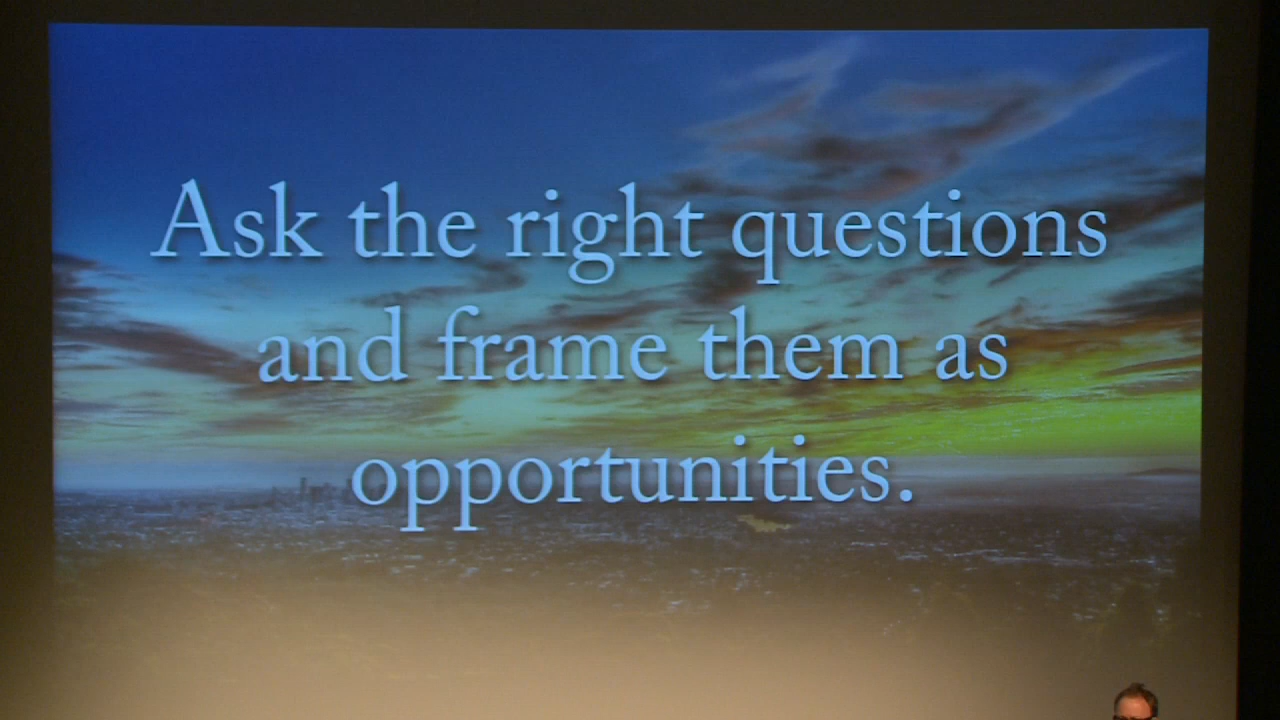 Ask the right questions
and frame them as
opportunities.